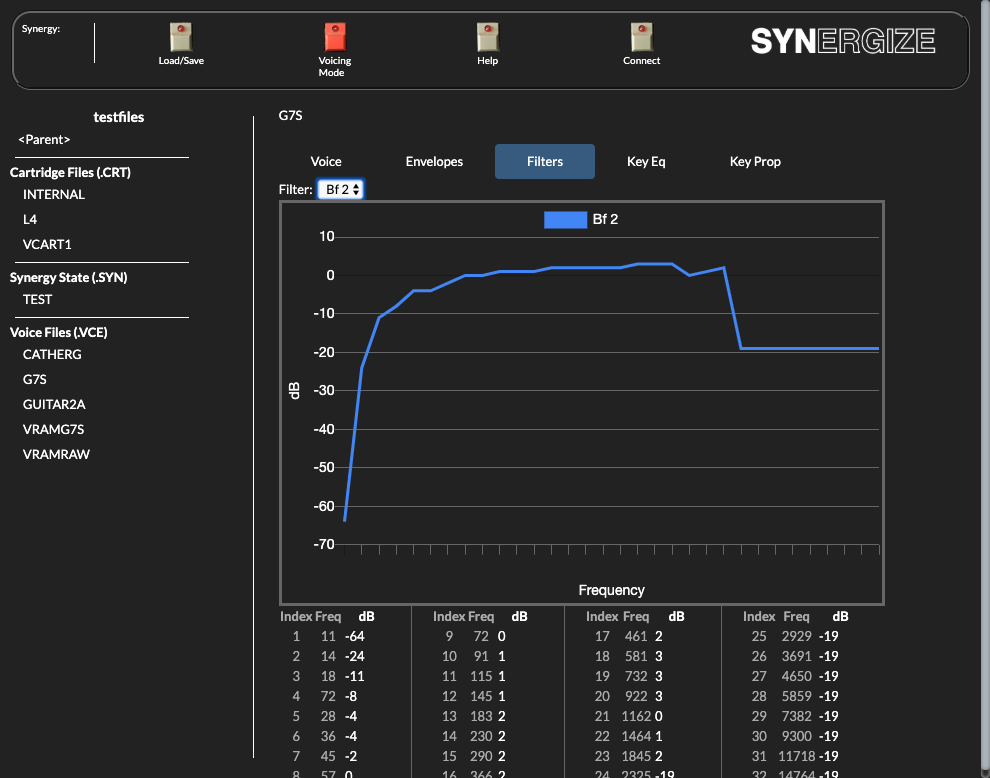 Synergy:
Load/Save
Voicing
Mode
Help
Connect
SYNERGIZE
testfiles
<Parent>
Cartridge Files (.CRT)
INTERNAL
L4
VCART1
Synergy State (.SYN)
TEST
Voice Files (.VCE)
CATHERG
G7S
GUITAR2A
VRAMG7S
VRAMRAW
G7S
Voice Envelopes Filters Key Eq Key Prop
Filter: Bf 2
Bf 2
10
0
-10
-20
-30
-40
-50
-60
-70
dB
Frequency
Index Freq dB Index Freq dB Index Freq dB Index Freq dB
1 11 -64 9 72 0 17 461 2 25 2929 -19
2 14 -24 10 91 1 18 581 3 26 3691 -19
3 18 -11 11 115 1 19 732 3 27 4650 -19
4 72 -8 12 145 1 20 922 3 28 5859 -19
5 28 -4 13 183 2 21 1162 0 29 7382 -19
6 36 -4 14 230 2 22 1464 1 30 9300 -19
7 45 -2 15 290 2 23 1845 2 31 11718 -19
8 57 0 16 366 2 24 2325 -19 32 14764 -19